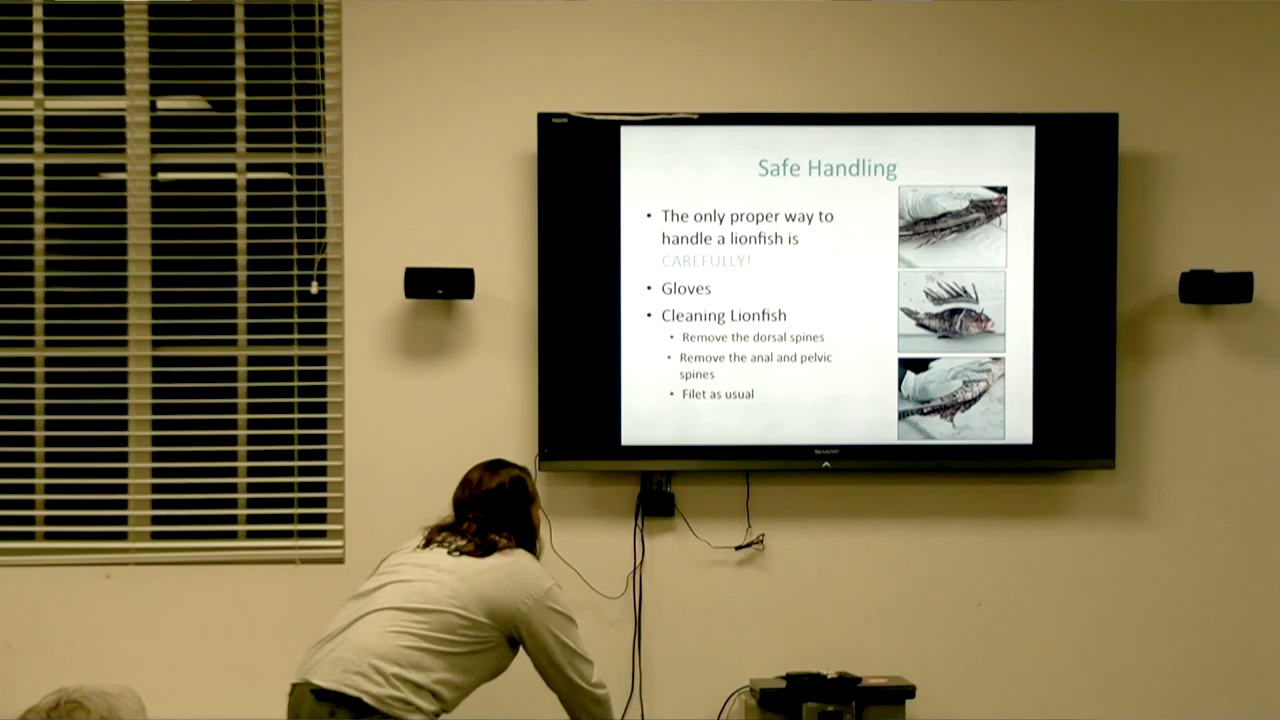 Safe Handling
• The only proper way to
handle a lionfish is
CAREFULLY!
• Gloves
• Cleaning Lionfish
• Remove the dorsal spines
• Remove the anal and pelvic
spines
• Filet as usual
SHARP